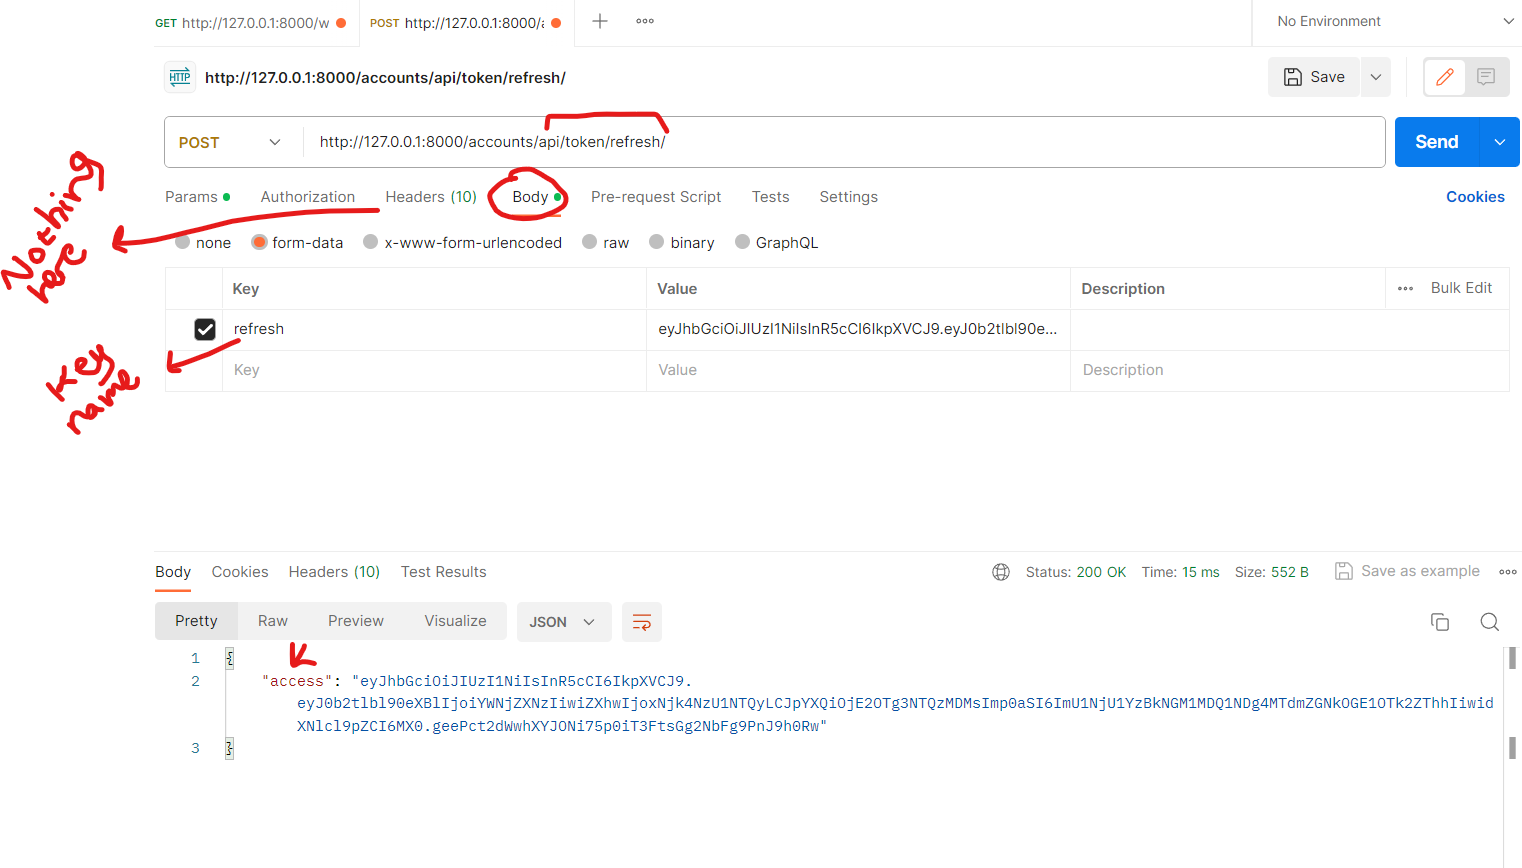 GET http://127.0.0.1:8000/w
POST http://127.0.0.1:8000/a
No Environment
HTTP http://127.0.0.1:8000/accounts/api/token/refresh/
Save
POST http://127.0.0.1:8000/accounts/api/token/refresh/
Send
Params Authorization Headers (10) Body Pre-request Script Tests Settings Cookies
Nothing
here
none form-data x-www-form-urlencoded raw binary GraphQL
Key Value Description Bulk Edit
refresh eyJhbGciOiJIUzI1NiIsInR5cCI6IkpXVCJ9.eyJ0b2tlbl90e...
Key Value Description
Key
name
Body Cookies Headers (10) Test Results
Status: 200 OK Time: 15 ms Size: 552 B Save as example
Pretty Raw Preview Visualize JSON
1 {
2 "access": "eyJhbGciOiJIUzI1NiIsInR5cCI6IkpXVCJ9.
eyJ0b2tlbl90eXBlIjoiYWNjZXNzIiwiZXhwIjoxNjk4NzU1NTQyLCJpYXQiOjE2OTg3NTQzMDMsImp0aSI6ImU1NjU1YzBkNGM1MDQ1NDg4MTdmZGNkOGE1OTk2ZThhIiwid
XNlcl9pZCI6MX0.geePct2dWwhXYJONi75p0iT3FtsGg2NbFg9PnJ9h0Rw"
3 }